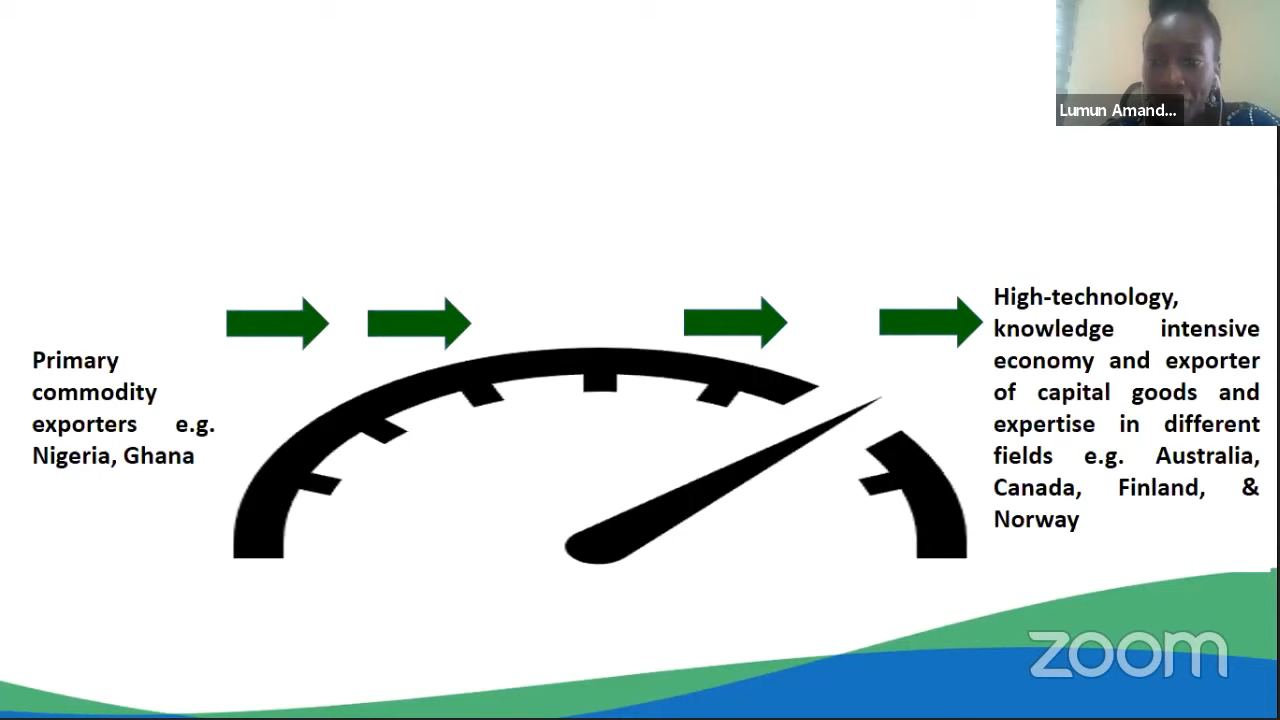 Lumun Amand...
Primary
commodity
exporters e.g.
Nigeria, Ghana
High-technology,
knowledge intensive
economy and exporter
of capital goods and
expertise in different
fields e.g. Australia,
Canada, Finland, &
Norway
zoom